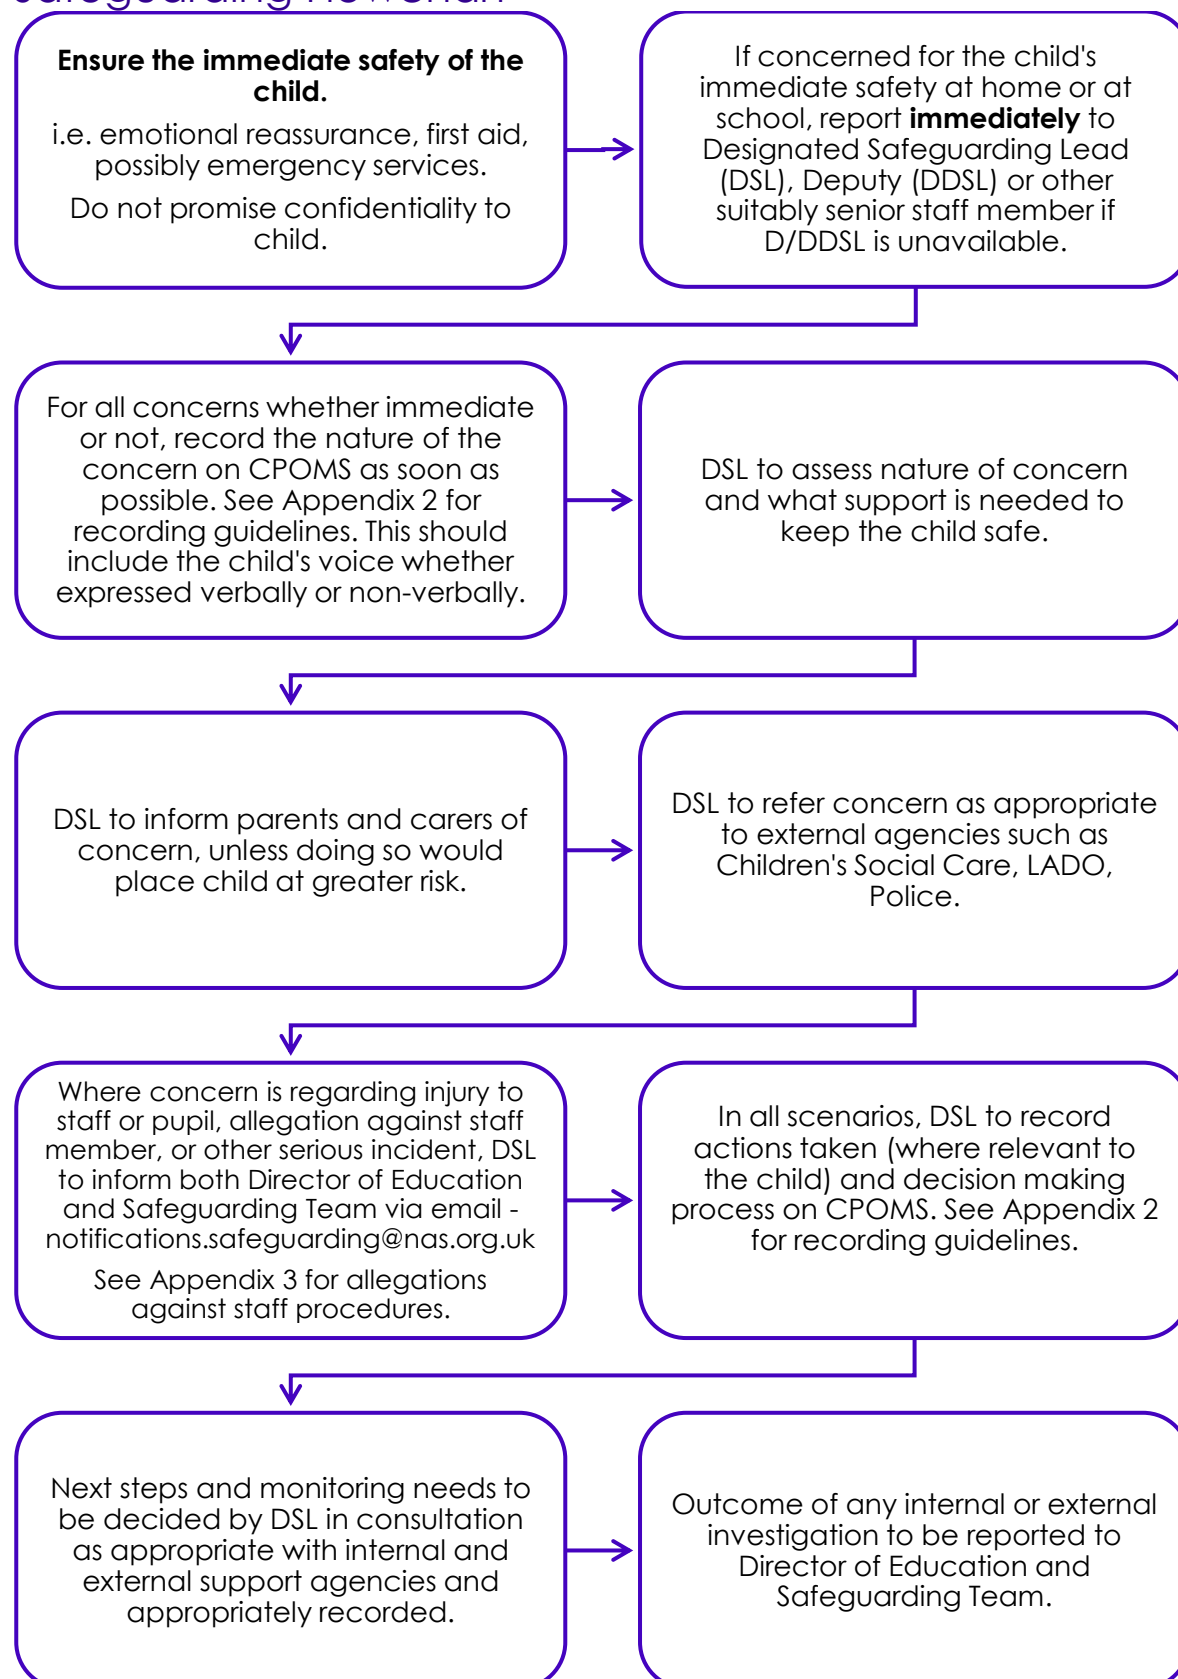 Safeguarding Flowchart
Ensure the immediate safety of the
child.
i.e. emotional reassurance, first aid,
possibly emergency services.
Do not promise confidentiality to
child.
If concerned for the child's
immediate safety at home or at
school, report immediately to
Designated Safeguarding Lead
(DSL), Deputy (DDSL) or other
suitably senior staff member if
D/DDSL is unavailable.
For all concerns whether immediate
or not, record the nature of the
concern on CPOMS as soon as
possible. See Appendix 2 for
recording guidelines. This should
include the child's voice whether
expressed verbally or non-verbally.
DSL to assess nature of concern
and what support is needed to
keep the child safe.
DSL to inform parents and carers of
concern, unless doing so would
place child at greater risk.
DSL to refer concern as appropriate
to external agencies such as
Children's Social Care, LADO,
Police.
Where concern is regarding injury to
staff or pupil, allegation against staff
member, or other serious incident, DSL
to inform both Director of Education
and Safeguarding Team via email -
notifications.safeguarding@nas.org.uk
See Appendix 3 for allegations
against staff procedures.
In all scenarios, DSL to record
actions taken (where relevant to
the child) and decision making
process on CPOMS. See Appendix 2
for recording guidelines.
Next steps and monitoring needs to
be decided by DSL in consultation
as appropriate with internal and
external support agencies and
appropriately recorded.
Outcome of any internal or external
investigation to be reported to
Director of Education and
Safeguarding Team.